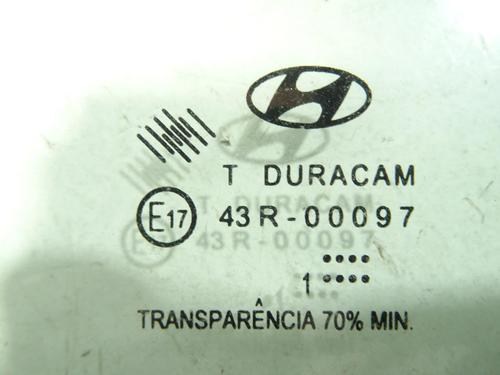 T DURACAM
E17 43R-00097
1
TRANSPARÊNCIA 70% MIN.